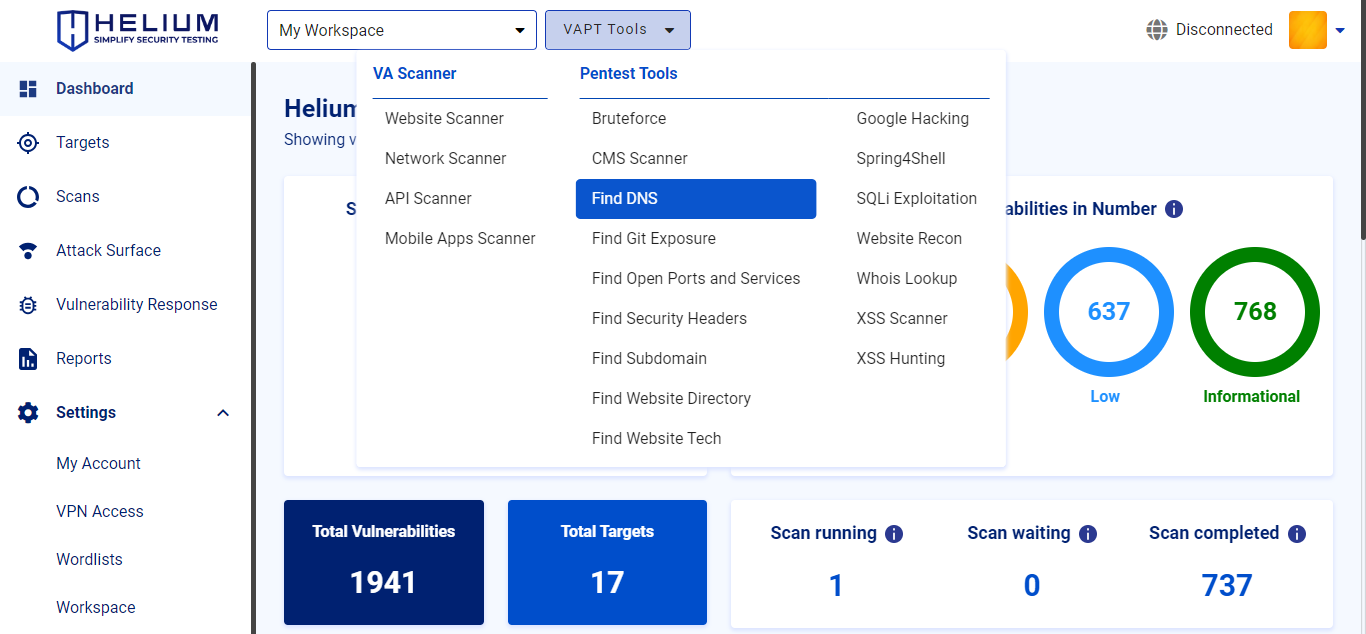 HELIUM
SIMPLIFY SECURITY TESTING
My Workspace
VAPT Tools
Disconnected
Dashboard
Targets
Scans
Attack Surface
Vulnerability Response
Reports
Settings
My Account
VPN Access
Wordlists
Workspace
VA Scanner
Website Scanner
Network Scanner
API Scanner
Mobile Apps Scanner
Pentest Tools
Bruteforce
CMS Scanner
Find DNS
Find Git Exposure
Find Open Ports and Services
Find Security Headers
Find Subdomain
Find Website Directory
Find Website Tech
Google Hacking
Spring4Shell
SQLi Exploitation
Website Recon
Whois Lookup
XSS Scanner
XSS Hunting
Helium
Showing v
S
abilities in Number
637
Low
768
Informational
Total Vulnerabilities
1941
Total Targets
17
Scan running
1
Scan waiting
0
Scan completed
737